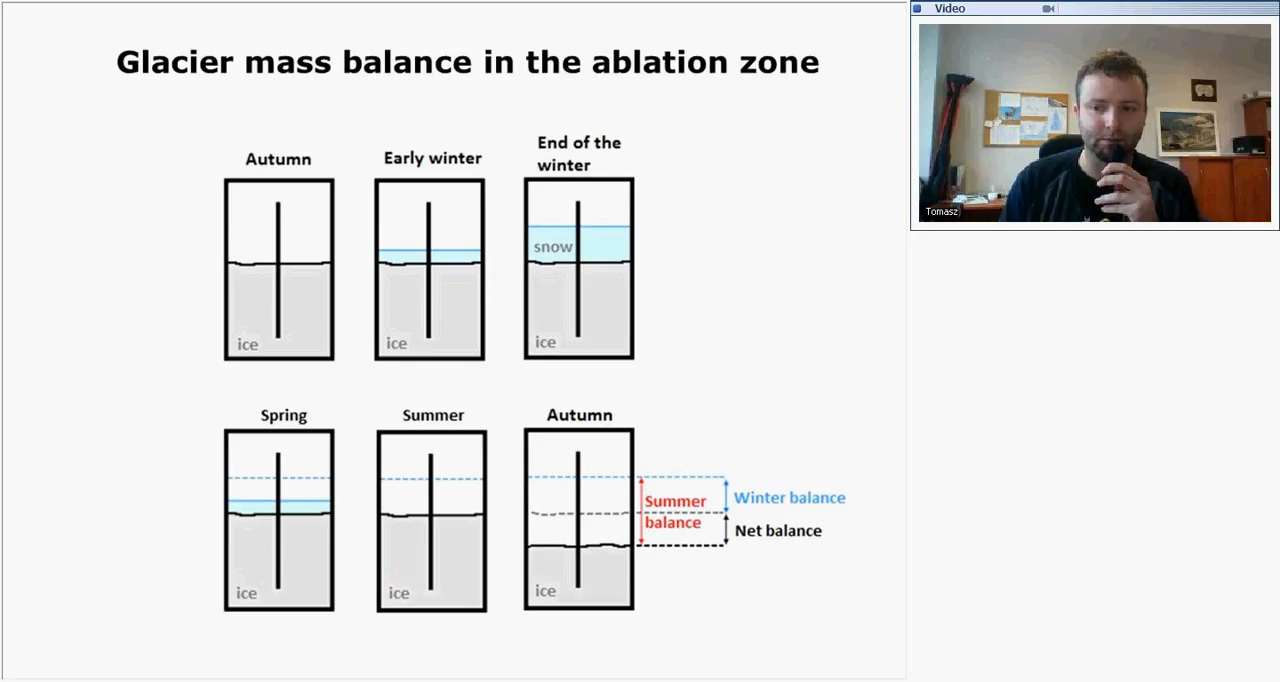 Video
Glacier mass balance in the ablation zone
Tomasz
Autumn
Early winter
End of the
winter
ice
ice
snow
ice
Spring
Summer
Autumn
ice
ice
ice
Summer
balance
Winter balance
Net balance